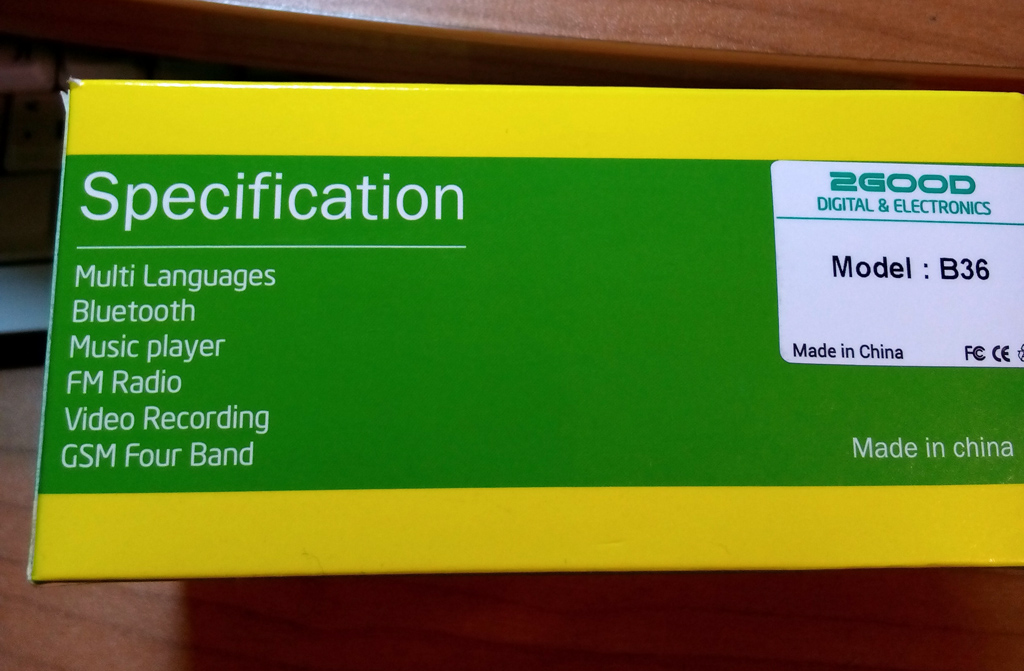 Specification
Multi Languages
Bluetooth
Music player
FM Radio
Video Recording
GSM Four Band
2GOOD
DIGITAL & ELECTRONICS
Model : B36
Made in China FC CE
Made in china